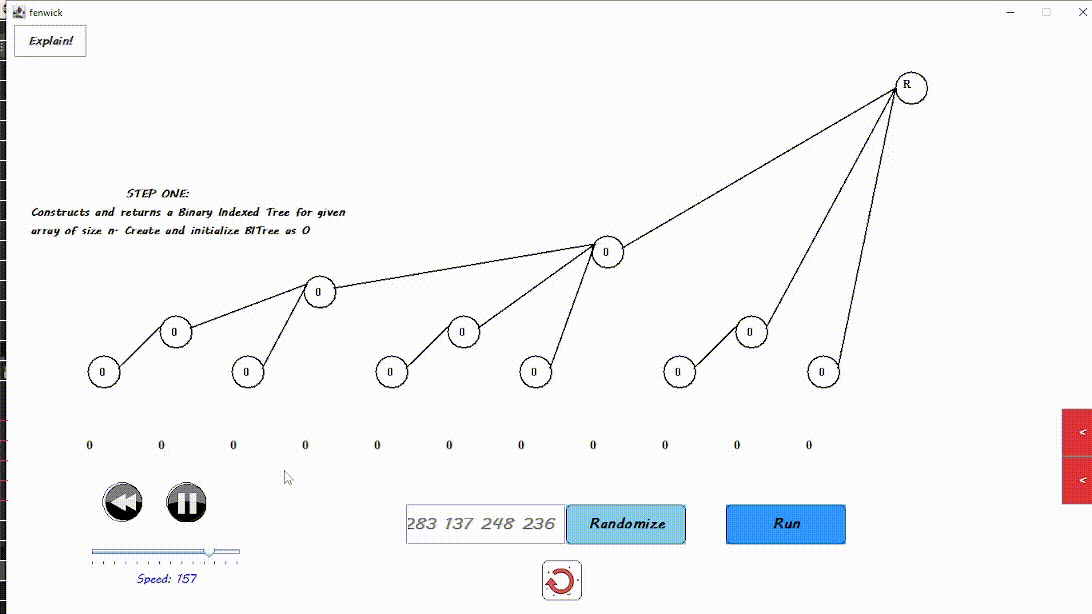 fenwick
Explain!
R
STEP ONE:
Constructs and returns a Binary Indexed Tree for given
array of size n. Create and initialize BITree as 0
0
0
0
0
0
0
0
0
0
0
0
0 0 0 0 0 0 0 0 0 0 0
283 137 248 236 Randomize Run
Speed: 157
<
<